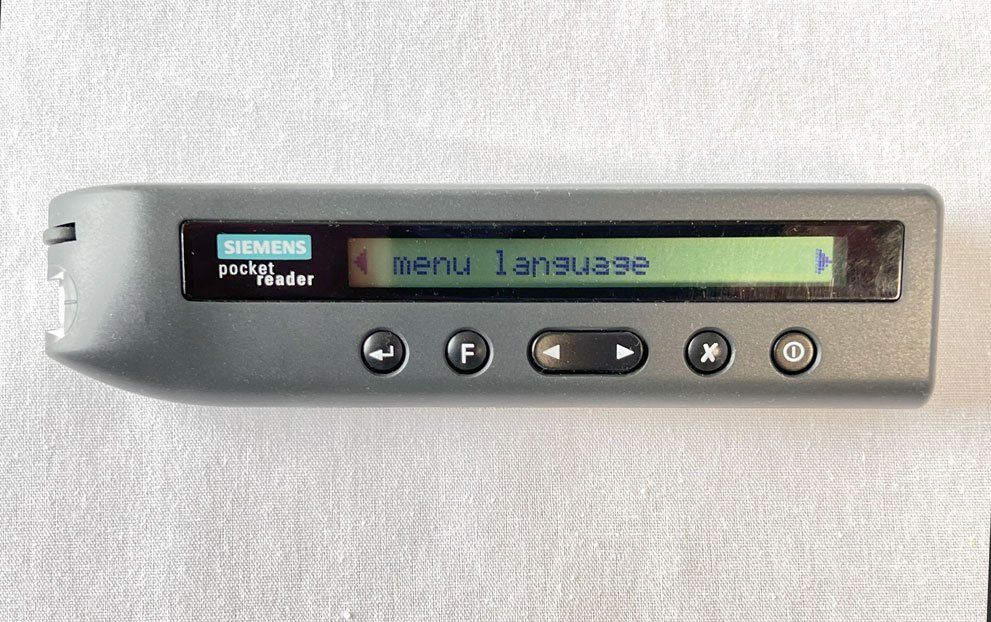 SIEMENS
pocket
reader
menu language
F
X